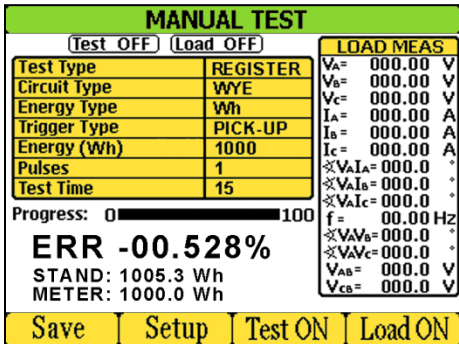 MANUAL TEST
Test OFF Load OFF
Test Type REGISTER
Circuit Type WYE
Energy Type Wh
Trigger Type PICK-UP
Energy (Wh) 1000
Pulses 1
Test Time 15
Progress: 0 100
ERR -00.528%
STAND: 1005.3 Wh
METER: 1000.0 Wh
LOAD MEAS
VA= 000.00 V
VB= 000.00 V
VC= 000.00 V
IA= 000.00 A
IB= 000.00 A
IC= 000.00 A
∢VAIA= 000.0 °
∢VAIB= 000.0 °
∢VAIC= 000.0 °
f= 00.00 Hz
∢VAVB= 000.0 °
∢VAVC= 000.0 °
VAB= 000.0 V
VCB= 000.0 V
Save Setup Test ON Load ON